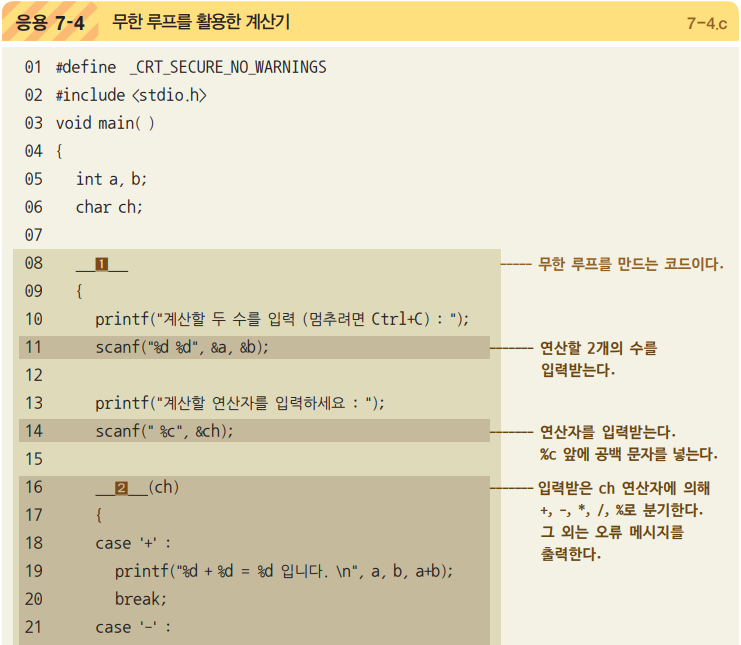 응용 7-4 무한 루프를 활용한 계산기 7-4.c
01 #define _CRT_SECURE_NO_WARNINGS
02 #include <stdio.h>
03 void main( )
04 {
05 int a, b;
06 char ch;
07
08 __1__ 무한 루프를 만드는 코드이다.
09 {
10 printf("계산할 두 수를 입력 (멈추려면 Ctrl+C) : ");
11 scanf("%d %d", &a, &b); 연산할 2개의 수를
입력받는다.
12
13 printf("계산할 연산자를 입력하세요 : ");
14 scanf(" %c", &ch); 연산자를 입력받는다.
%c 앞에 공백 문자를 넣는다.
15
16 __2__(ch) 입력받은 ch 연산자에 의해
17 { +, -, *, /, %로 분기한다.
그 외는 오류 메시지를
18 case '+' :
출력한다.
19 printf("%d + %d = %d 입니다. \n", a, b, a+b);
20 break;
21 case '-' :